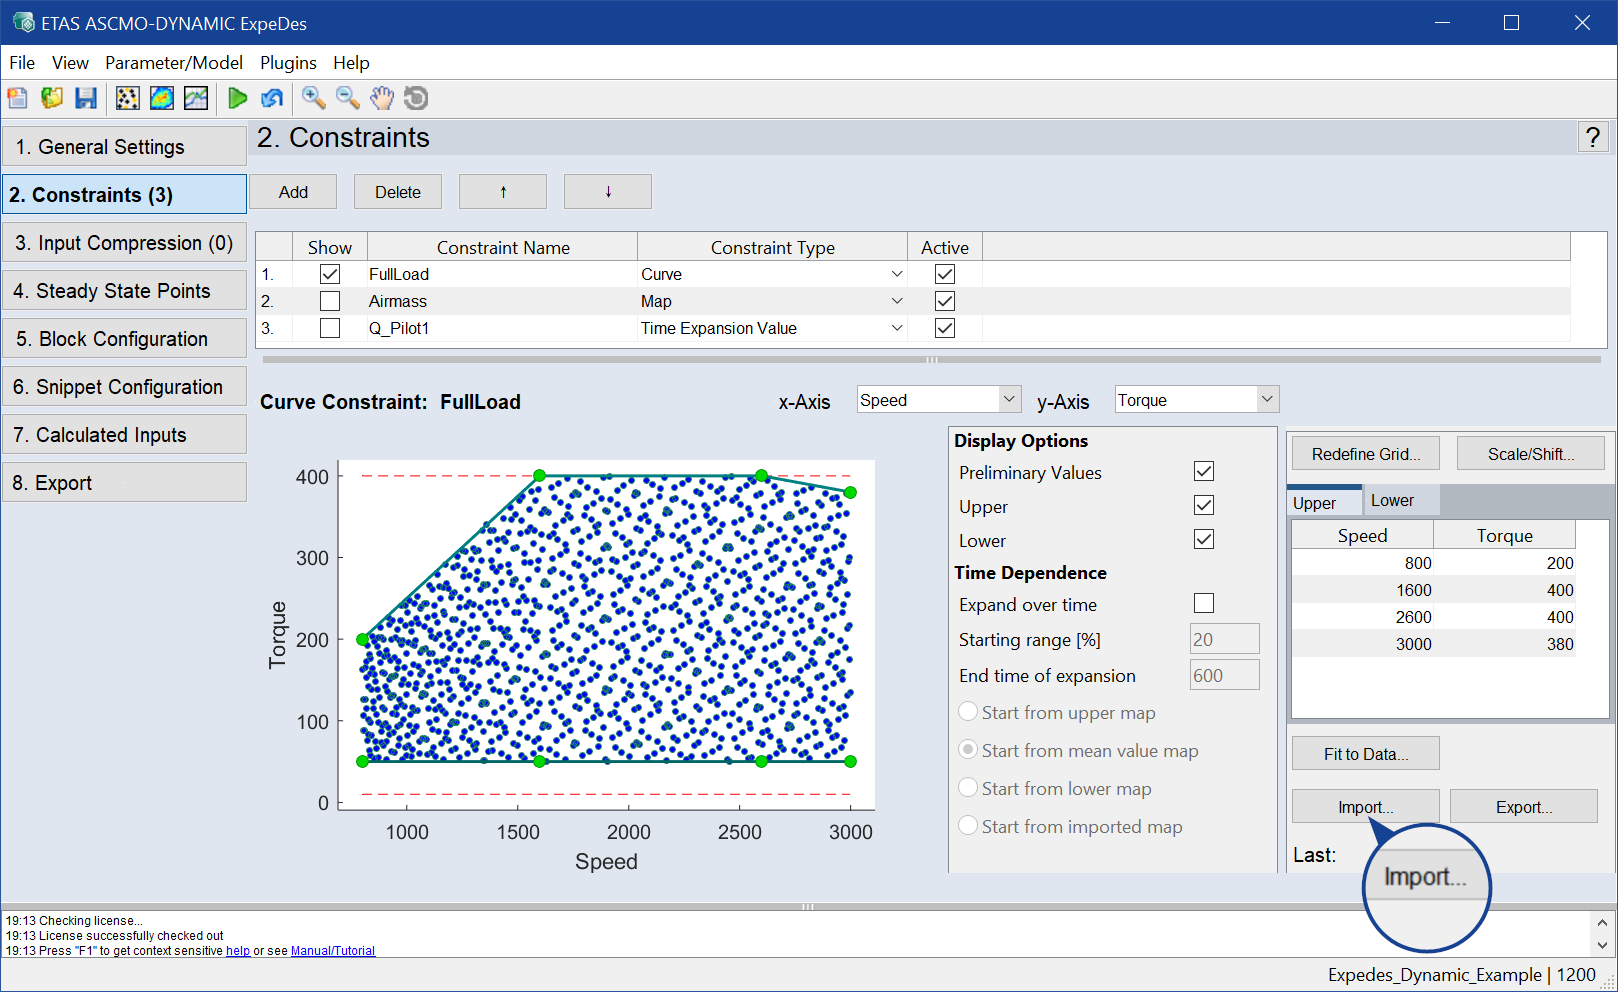 ETAS ASCMO-DYNAMIC ExpeDes
File View Parameter/Model Plugins Help
1. General Settings
2. Constraints (3)
3. Input Compression (0)
4. Steady State Points
5. Block Configuration
6. Snippet Configuration
7. Calculated Inputs
8. Export
2. Constraints
?
Add Delete ↑ ↓
Show Constraint Name Constraint Type Active
1. FullLoad Curve
2. Airmass Map
3. Q_Pilot1 Time Expansion Value
Curve Constraint: FullLoad x-Axis Speed y-Axis Torque
400
300
200
100
0
Torque
1000 1500 2000 2500 3000
Speed
Display Options
Preliminary Values
Upper
Lower
Time Dependence
Expand over time
Starting range [%] 20
End time of expansion 600
Start from upper map
Start from mean value map
Start from lower map
Start from imported map
Redefine Grid... Scale/Shift...
Upper Lower
Speed Torque
800 200
1600 400
2600 400
3000 380
Fit to Data...
Import... Export...
Last:
Import...
19:13 Checking license...
19:13 License successfully checked out
19:13 Press "F1" to get context sensitive help or see Manual/Tutorial
Expedes_Dynamic_Example | 1200